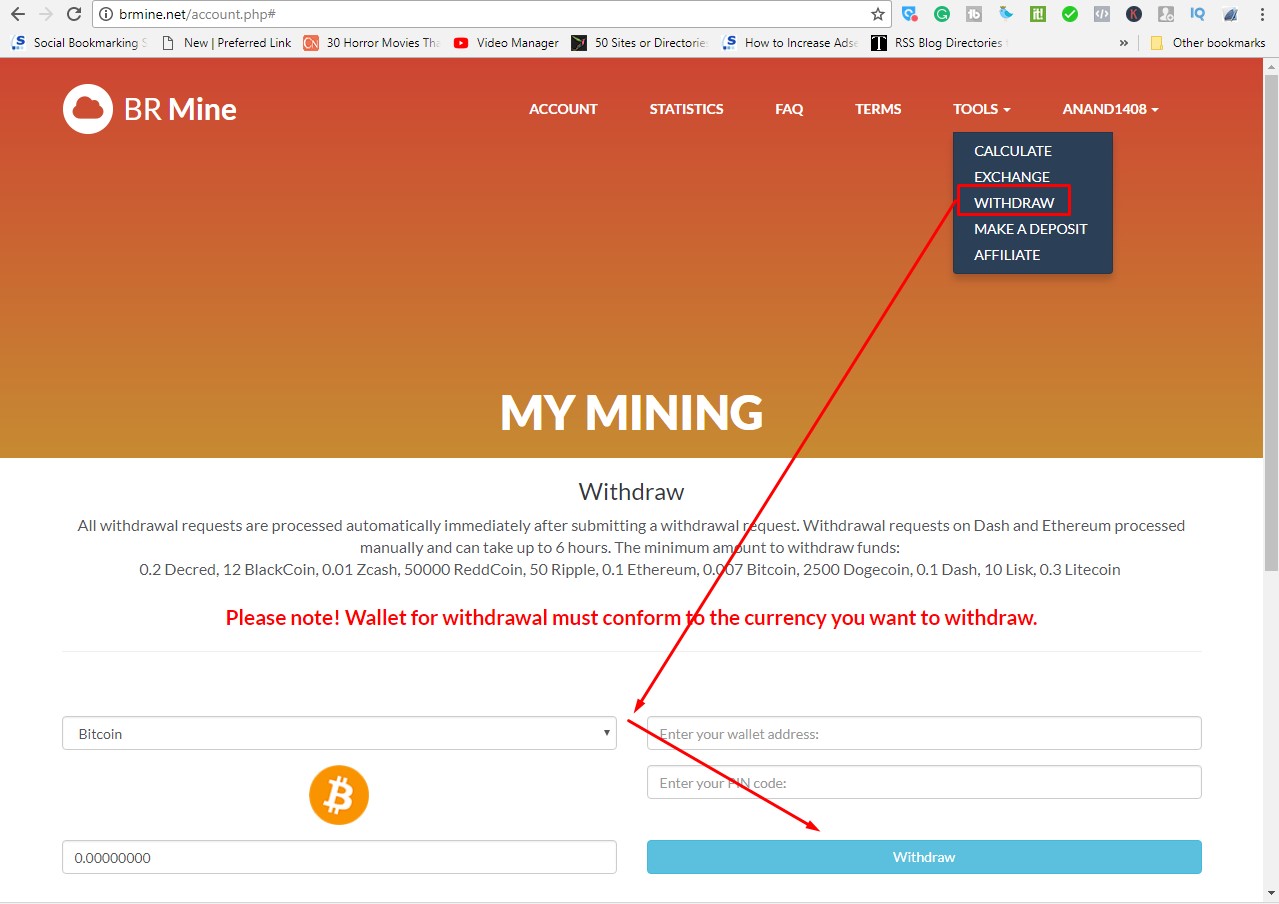 brmine.net/account.php#
Social Bookmarking S
New | Preferred Link
30 Horror Movies Tha
Video Manager
50 Sites or Directories
How to Increase Adse
RSS Blog Directories
»
Other bookmarks
BR Mine
ACCOUNT
STATISTICS
FAQ
TERMS
TOOLS
ANAND1408
CALCULATE
EXCHANGE
WITHDRAW
MAKE A DEPOSIT
AFFILIATE
MY MINING
Withdraw
All withdrawal requests are processed automatically immediately after submitting a withdrawal request. Withdrawal requests on Dash and Ethereum processed
manually and can take up to 6 hours. The minimum amount to withdraw funds:
0.2 Decred, 12 BlackCoin, 0.01 Zcash, 50000 ReddCoin, 50 Ripple, 0.1 Ethereum, 0.007 Bitcoin, 2500 Dogecoin, 0.1 Dash, 10 Lisk, 0.3 Litecoin
Please note! Wallet for withdrawal must conform to the currency you want to withdraw.
Bitcoin
Enter your wallet address:
Enter your PIN code:
0.00000000
Withdraw